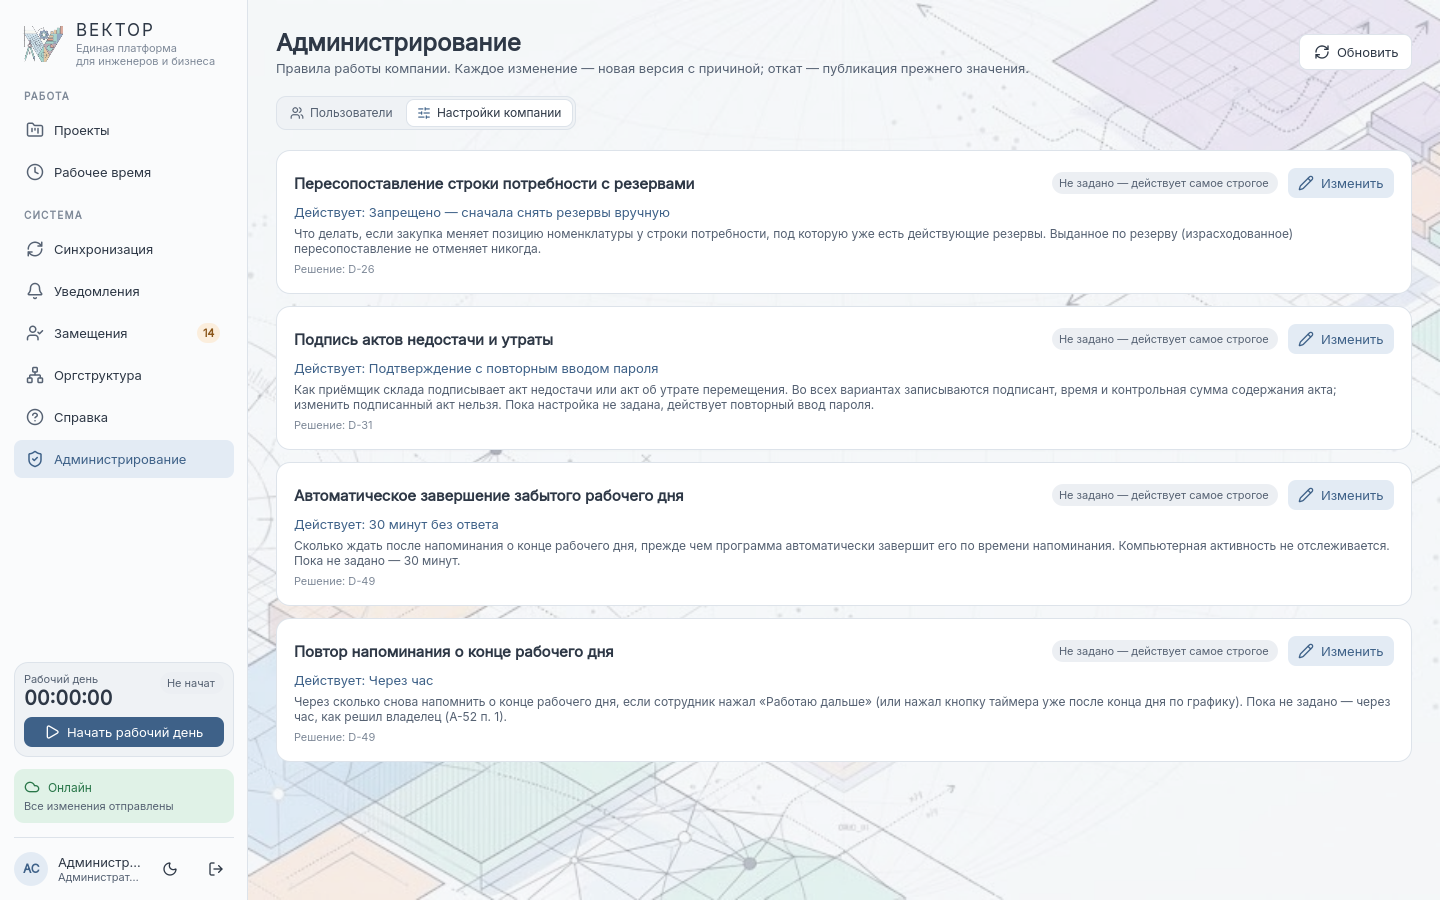 ВЕКТОР
Единая платформа
для инженеров и бизнеса
РАБОТА
Проекты
Рабочее время
СИСТЕМА
Синхронизация
Уведомления
Замещения 14
Оргструктура
Справка
Администрирование
Рабочий день
Не начат
00:00:00
Начать рабочий день
Онлайн
Все изменения отправлены
АС
Администр...
Администрат...
Администрирование
Правила работы компании. Каждое изменение — новая версия с причиной; откат — публикация прежнего значения.
Обновить
Пользователи
Настройки компании
Пересопоставление строки потребности с резервами
Не задано — действует самое строгое
Изменить
Действует: Запрещено — сначала снять резервы вручную
Что делать, если закупка меняет позицию номенклатуры у строки потребности, под которую уже есть действующие резервы. Выданное по резерву (израсходованное)
пересопоставление не отменяет никогда.
Решение: D-26
Подпись актов недостачи и утраты
Не задано — действует самое строгое
Изменить
Действует: Подтверждение с повторным вводом пароля
Как приёмщик склада подписывает акт недостачи или акт об утрате перемещения. Во всех вариантах записываются подписант, время и контрольная сумма содержания акта;
изменить подписанный акт нельзя. Пока настройка не задана, действует повторный ввод пароля.
Решение: D-31
Автоматическое завершение забытого рабочего дня
Не задано — действует самое строгое
Изменить
Действует: 30 минут без ответа
Сколько ждать после напоминания о конце рабочего дня, прежде чем программа автоматически завершит его по времени напоминания. Компьютерная активность не отслеживается.
Пока не задано — 30 минут.
Решение: D-49
Повтор напоминания о конце рабочего дня
Не задано — действует самое строгое
Изменить
Действует: Через час
Через сколько снова напомнить о конце рабочего дня, если сотрудник нажал «Работаю дальше» (или нажал кнопку таймера уже после конца дня по графику). Пока не задано — через
час, как решил владелец (А-52 п. 1).
Решение: D-49